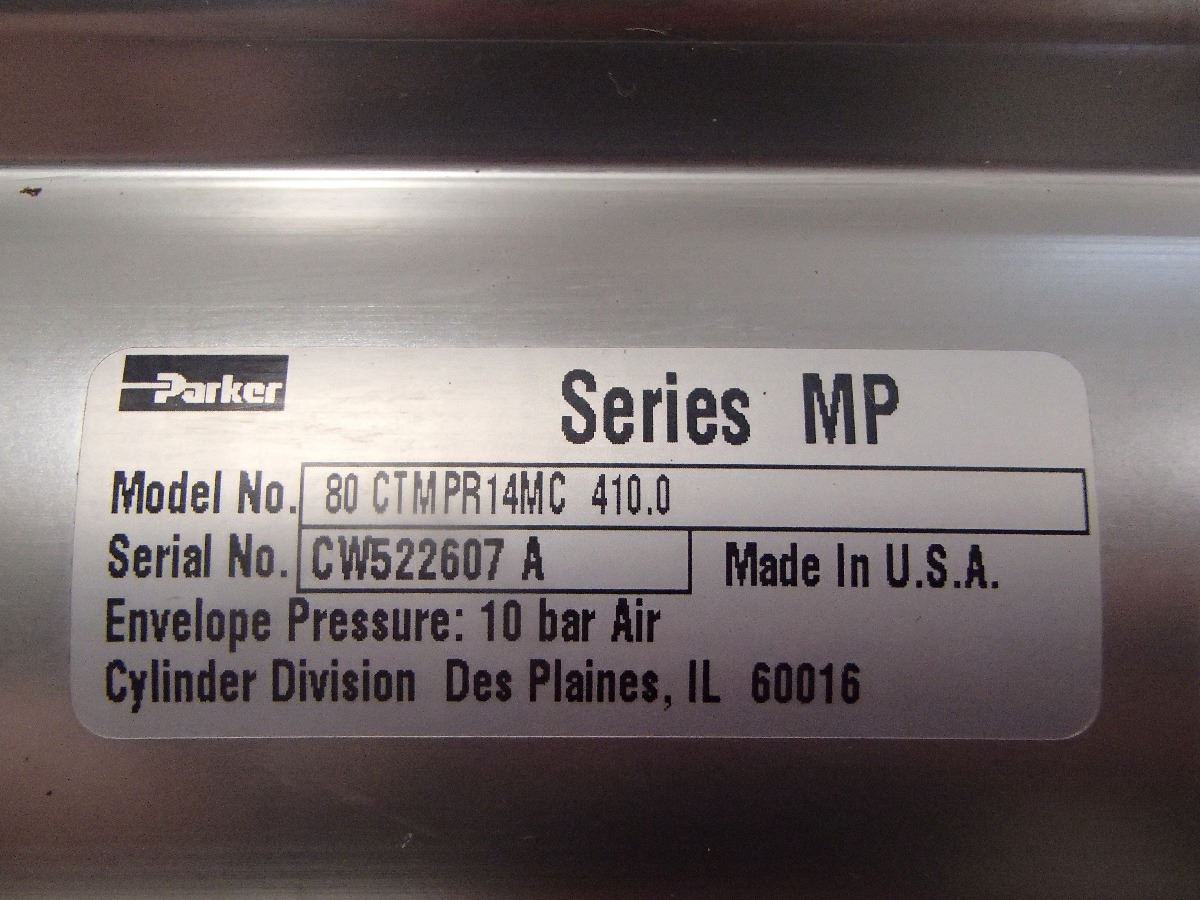 Parker
Series MP
Model No. 80 CTMPR14MC 410.0
Serial No. CW522607 A Made In U.S.A.
Envelope Pressure: 10 bar Air
Cylinder Division Des Plaines, IL 60016